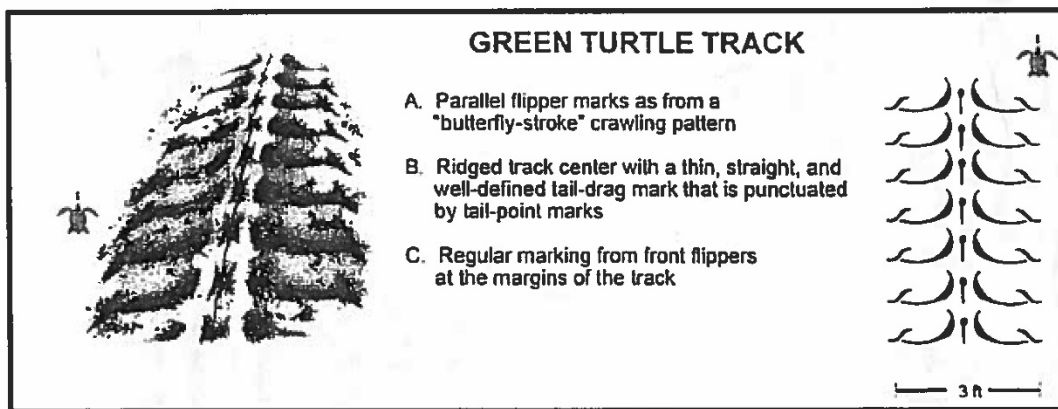 GREEN TURTLE TRACK
A. Parallel flipper marks as from a
"butterfly-stroke" crawling pattern
B. Ridged track center with a thin, straight, and
well-defined tail-drag mark that is punctuated
by tail-point marks
C. Regular marking from front flippers
at the margins of the track
3 ft